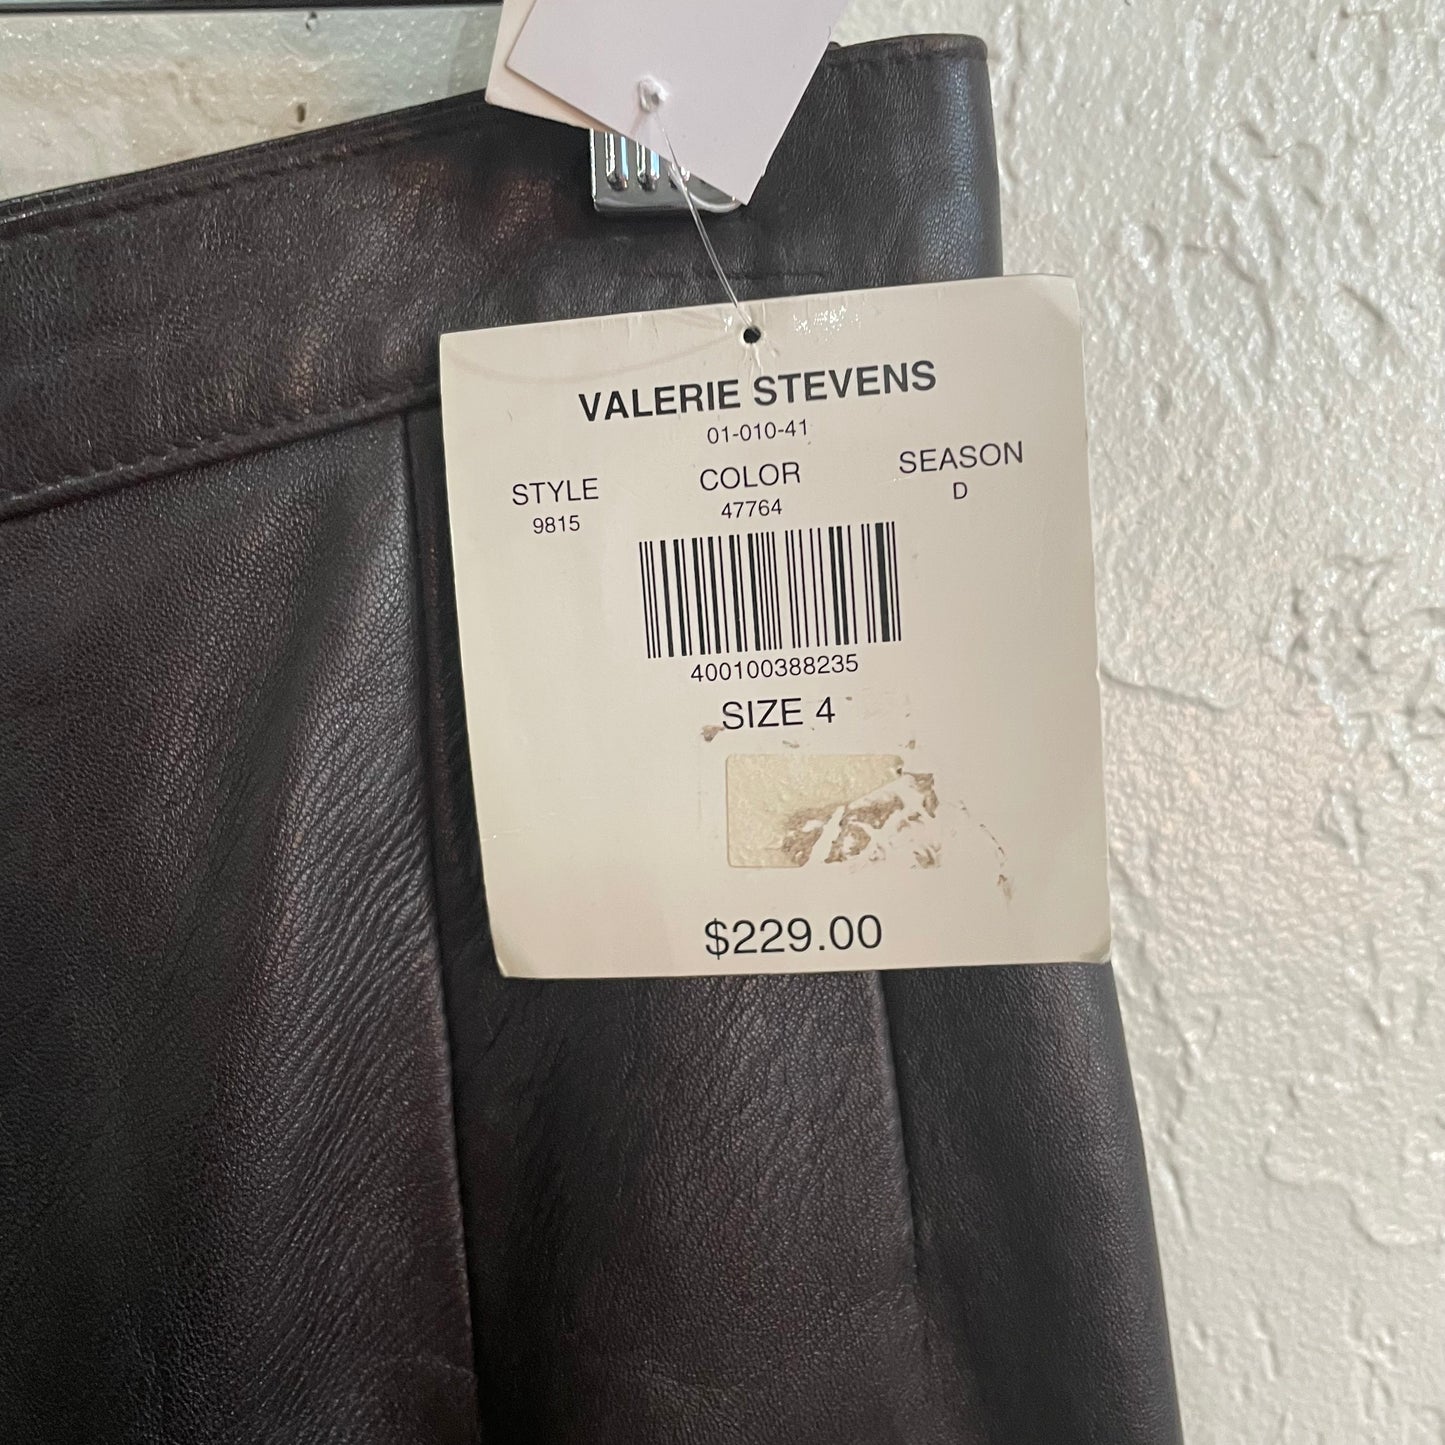 VALERIE STEVENS
01-010-41
STYLE COLOR SEASON
9815 47764 D
400100388235
SIZE 4
$229.00